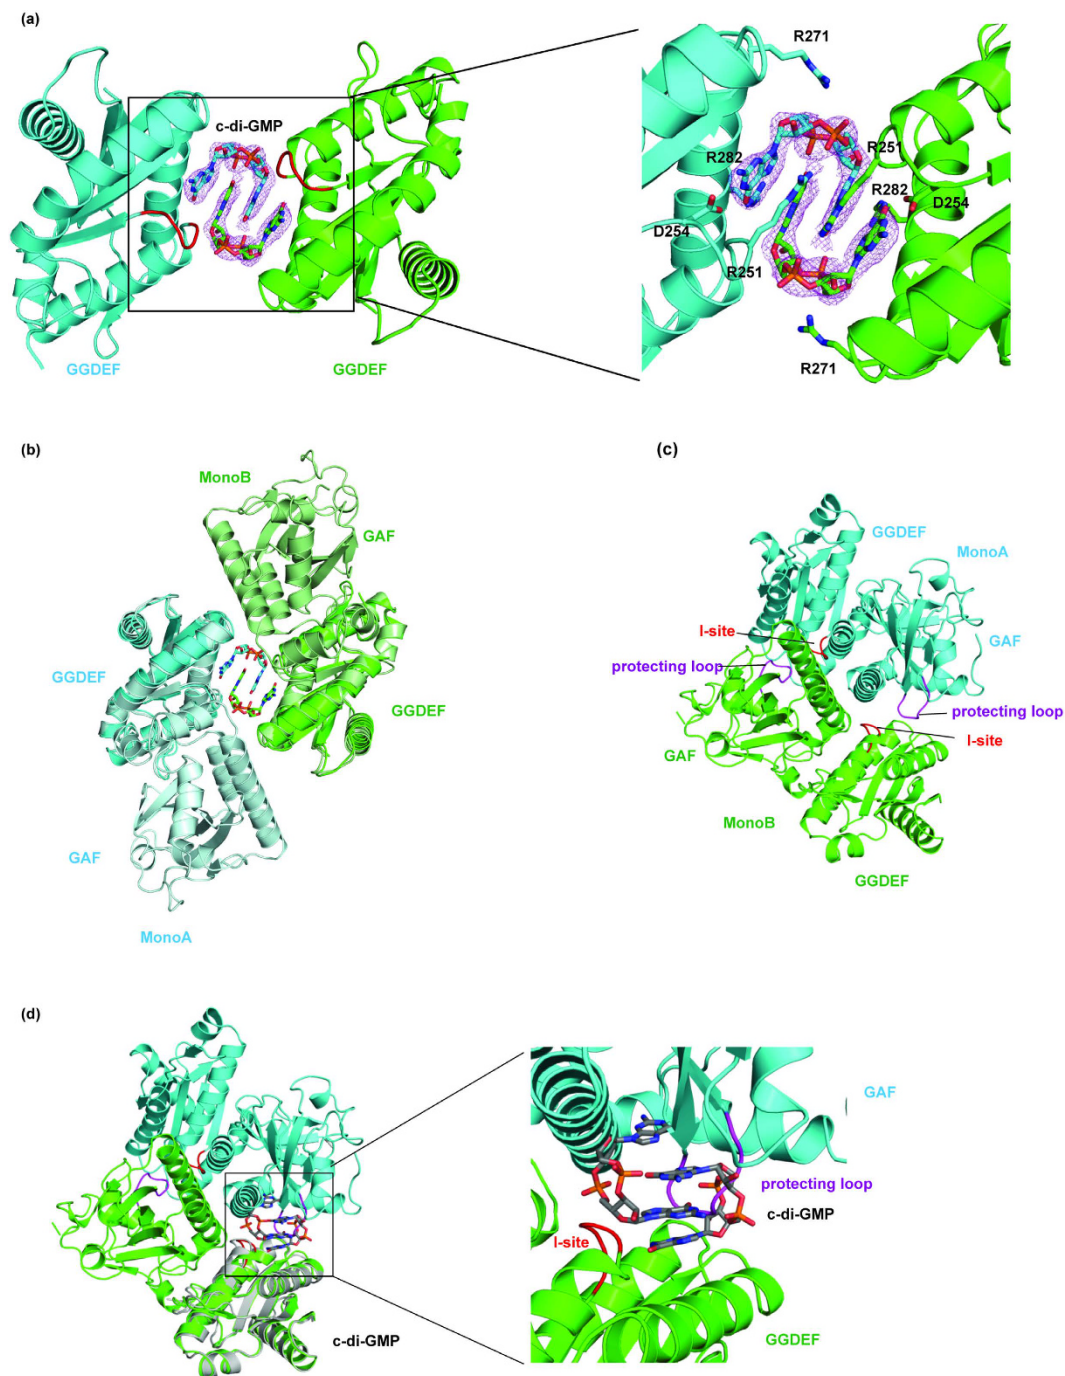 (a)
c-di-GMP
GGDEF
GGDEF
R271
R282
R251
R282
D254
D254
R251
R271
(b)
MonoB
GAF
GGDEF
GGDEF
GAF
MonoA
(c)
GGDEF
MonoA
I-site
GAF
protecting loop
protecting loop
I-site
GAF
MonoB
GGDEF
(d)
c-di-GMP
GAF
protecting loop
c-di-GMP
I-site
GGDEF